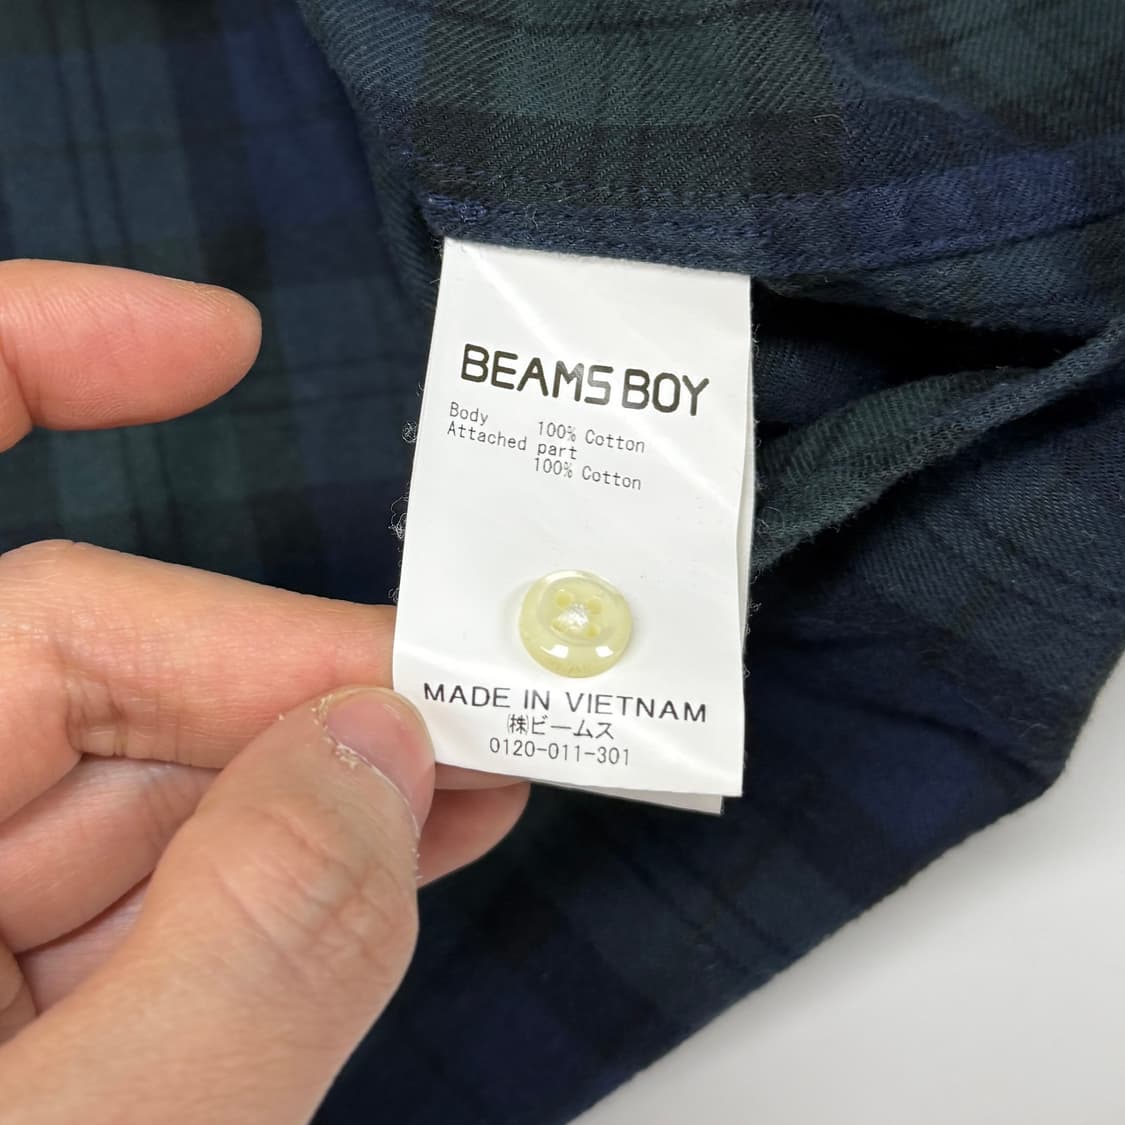 BEAMS BOY
Body
100% Cotton
Attached part
100% Cotton
MADE IN VIETNAM
㈱ビームス
0120-011-301